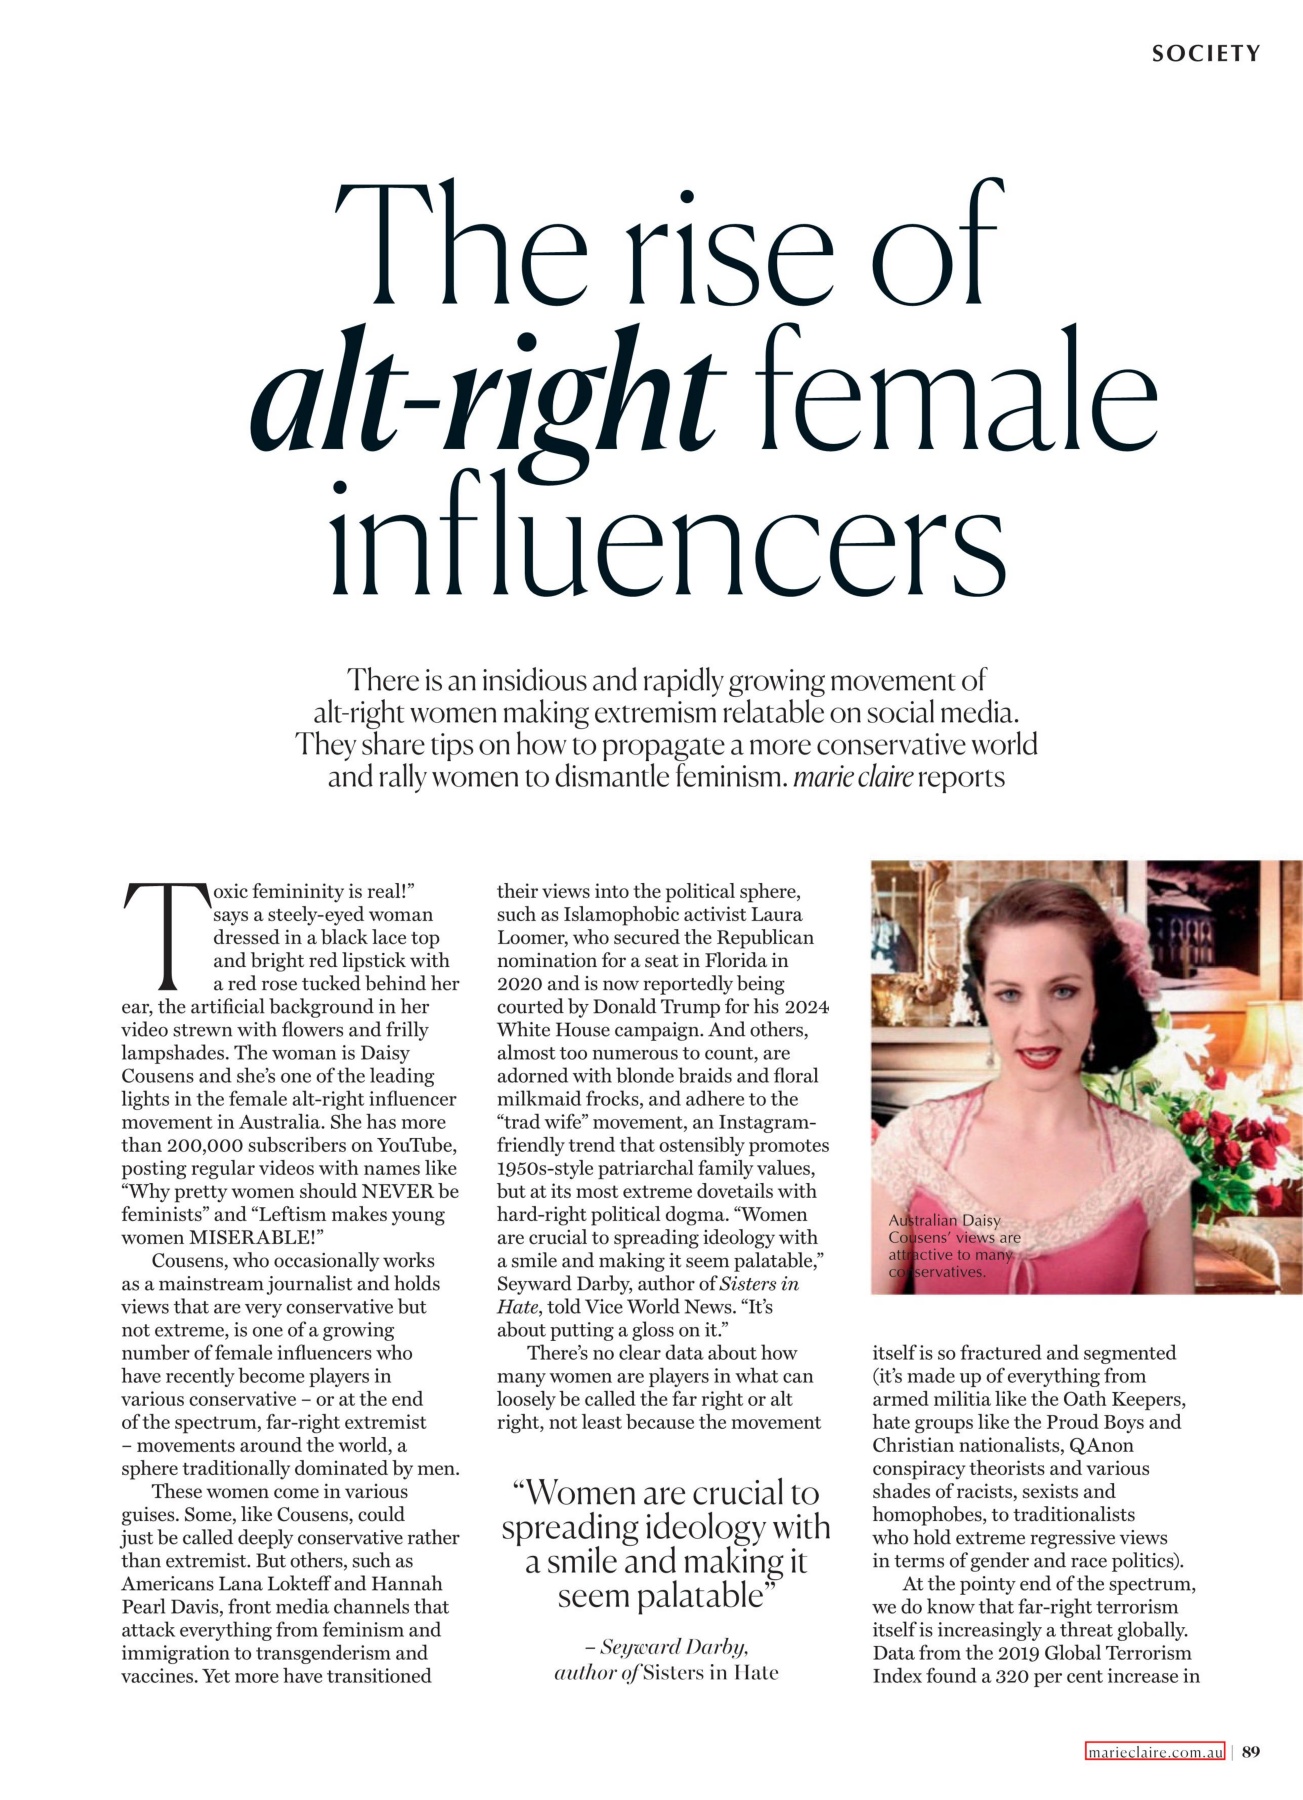 SOCIETY
The rise of
alt-right female
influencers
There is an insidious and rapidly growing movement of
alt-right women making extremism relatable on social media.
They share tips on how to propagate a more conservative world
and rally women to dismantle feminism. marie claire reports
Toxic femininity is real!”
says a steely-eyed woman
dressed in a black lace top
and bright red lipstick with
a red rose tucked behind her
ear, the artificial background in her
video strewn with flowers and frilly
lampshades. The woman is Daisy
Cousens and she’s one of the leading
lights in the female alt-right influencer
movement in Australia. She has more
than 200,000 subscribers on YouTube,
posting regular videos with names like
“Why pretty women should NEVER be
feminists” and “Leftism makes young
women MISERABLE!”
Cousens, who occasionally works
as a mainstream journalist and holds
views that are very conservative but
not extreme, is one of a growing
number of female influencers who
have recently become players in
various conservative – or at the end
of the spectrum, far-right extremist
– movements around the world, a
sphere traditionally dominated by men.
These women come in various
guises. Some, like Cousens, could
just be called deeply conservative rather
than extremist. But others, such as
Americans Lana Lokteff and Hannah
Pearl Davis, front media channels that
attack everything from feminism and
immigration to transgenderism and
vaccines. Yet more have transitioned
their views into the political sphere,
such as Islamophobic activist Laura
Loomer, who secured the Republican
nomination for a seat in Florida in
2020 and is now reportedly being
courted by Donald Trump for his 2024
White House campaign. And others,
almost too numerous to count, are
adorned with blonde braids and floral
milkmaid frocks, and adhere to the
“trad wife” movement, an Instagram-
friendly trend that ostensibly promotes
1950s-style patriarchal family values,
but at its most extreme dovetails with
hard-right political dogma. “Women
are crucial to spreading ideology with
a smile and making it seem palatable,”
Seyward Darby, author of Sisters in
Hate, told Vice World News. “It’s
about putting a gloss on it.”
There’s no clear data about how
many women are players in what can
loosely be called the far right or alt
right, not least because the movement
“Women are crucial to
spreading ideology with
a smile and making it
seem palatable”
– Seyward Darby,
author of Sisters in Hate
Australian Daisy
Cousens’ views are
attractive to many
conservatives.
itself is so fractured and segmented
(it’s made up of everything from
armed militia like the Oath Keepers,
hate groups like the Proud Boys and
Christian nationalists, QAnon
conspiracy theorists and various
shades of racists, sexists and
homophobes, to traditionalists
who hold extreme regressive views
in terms of gender and race politics).
At the pointy end of the spectrum,
we do know that far-right terrorism
itself is increasingly a threat globally.
Data from the 2019 Global Terrorism
Index found a 320 per cent increase in
marieclaire.com.au | 89